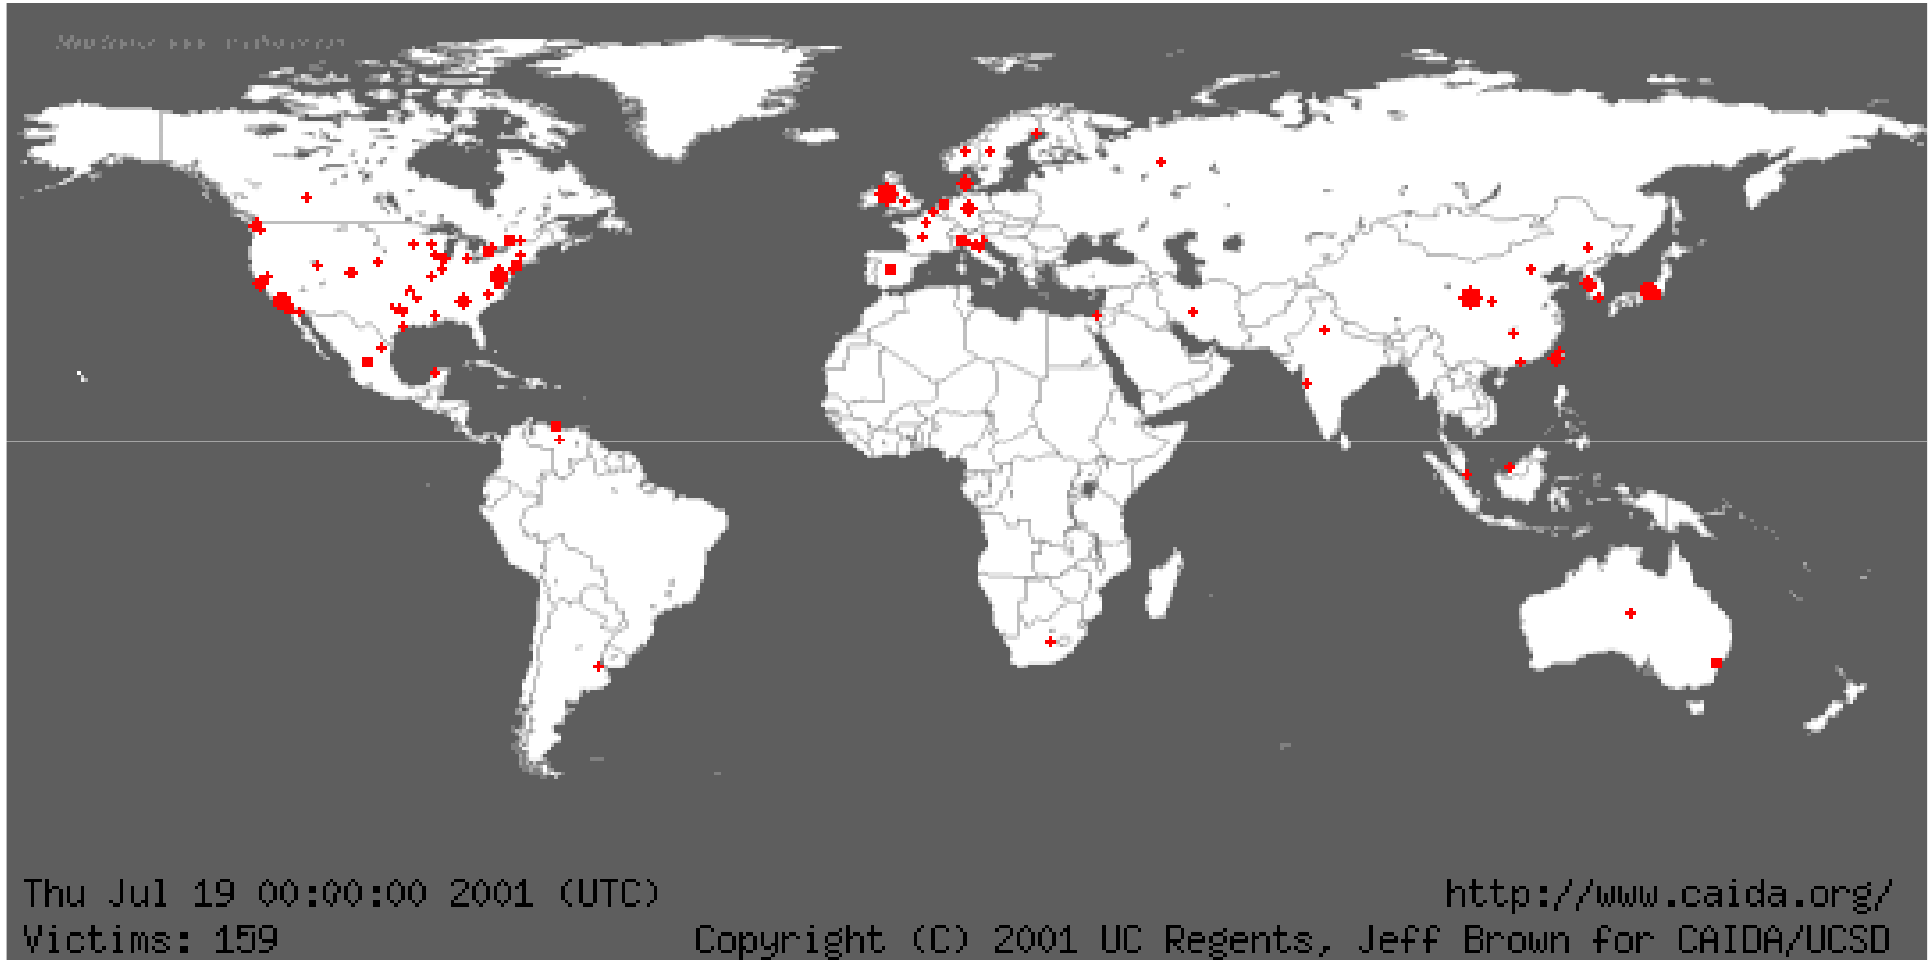 Thu Jul 19 00:00:00 2001 (UTC)
http://www.caida.org/
Victims: 159
Copyright (C) 2001 UC Regents, Jeff Brown for CAIDA/UCSD